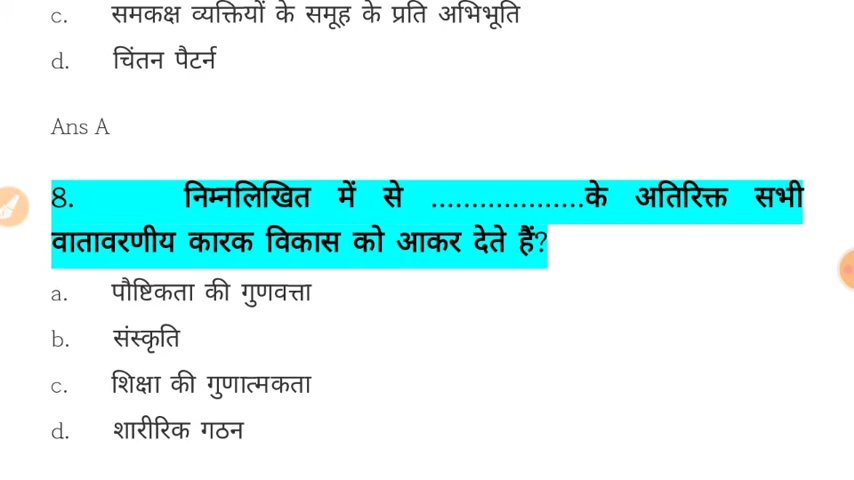 c. समकक्ष व्यक्तियों के समूह के प्रति अभिभूति
d. चिंतन पैटर्न
Ans A
8. निम्नलिखित में से ....................के अतिरिक्त सभी
वातावरणीय कारक विकास को आकर देते हैं?
a. पौष्टिकता की गुणवत्ता
b. संस्कृति
c. शिक्षा की गुणात्मकता
d. शारीरिक गठन